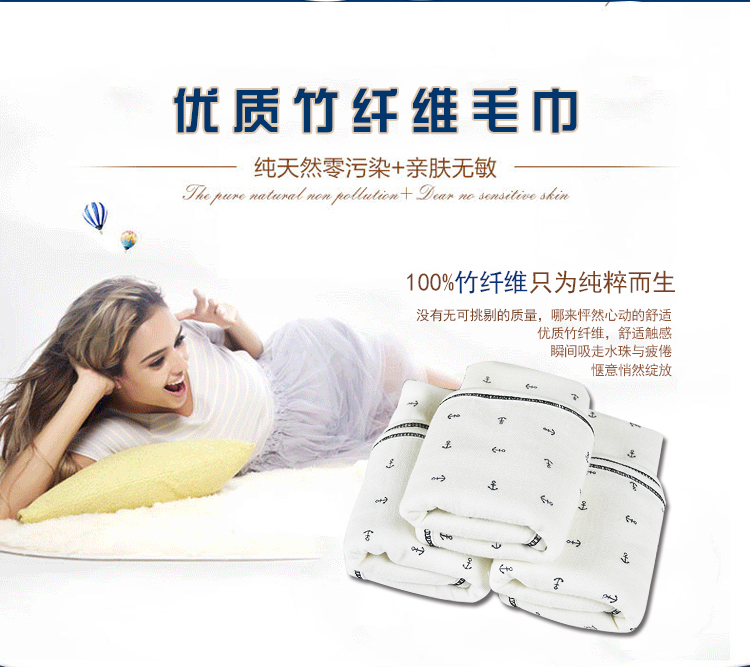 优质竹纤维毛巾
纯天然零污染+亲肤无敏
The pure natural non pollution+Dear no sensitive skin
100%竹纤维只为纯粹而生
没有无可挑剔的质量，哪来怦然心动的舒适
优质竹纤维，舒适触感
瞬间吸走水珠与疲倦
惬意悄然绽放